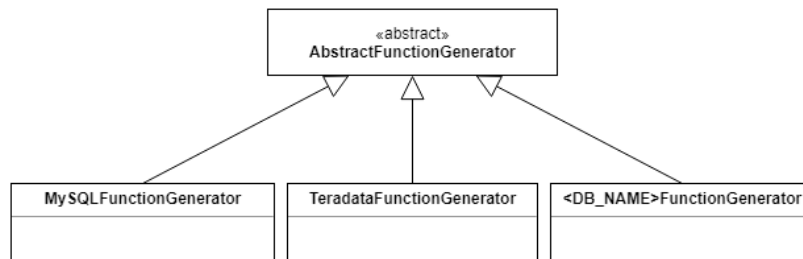 «abstract»
AbstractFunctionGenerator
MySQLFunctionGenerator
TeradataFunctionGenerator
<DB_NAME>FunctionGenerator